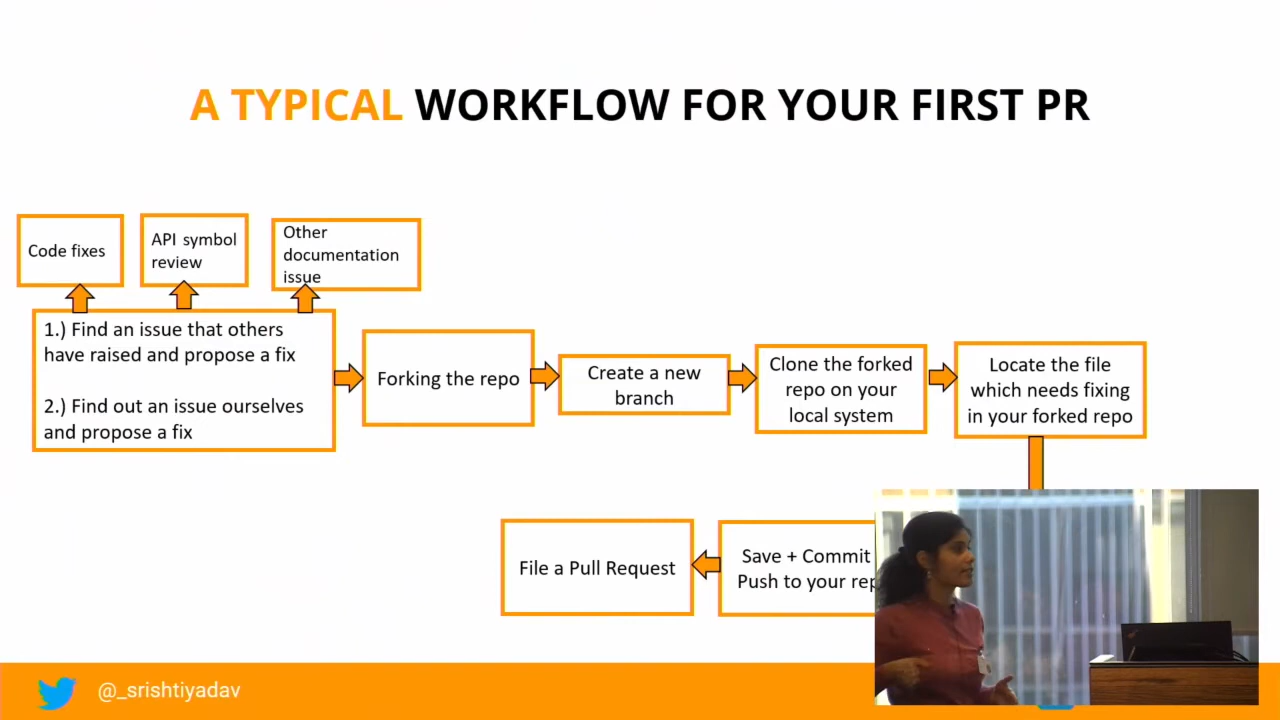 A TYPICAL WORKFLOW FOR YOUR FIRST PR
Code fixes
API symbol
review
Other
documentation
issue
1.) Find an issue that others
have raised and propose a fix
2.) Find out an issue ourselves
and propose a fix
Forking the repo
Create a new
branch
Clone the forked
repo on your
local system
Locate the file
which needs fixing
in your forked repo
Save + Commit
Push to your
File a Pull Request
@_srishtiyadav